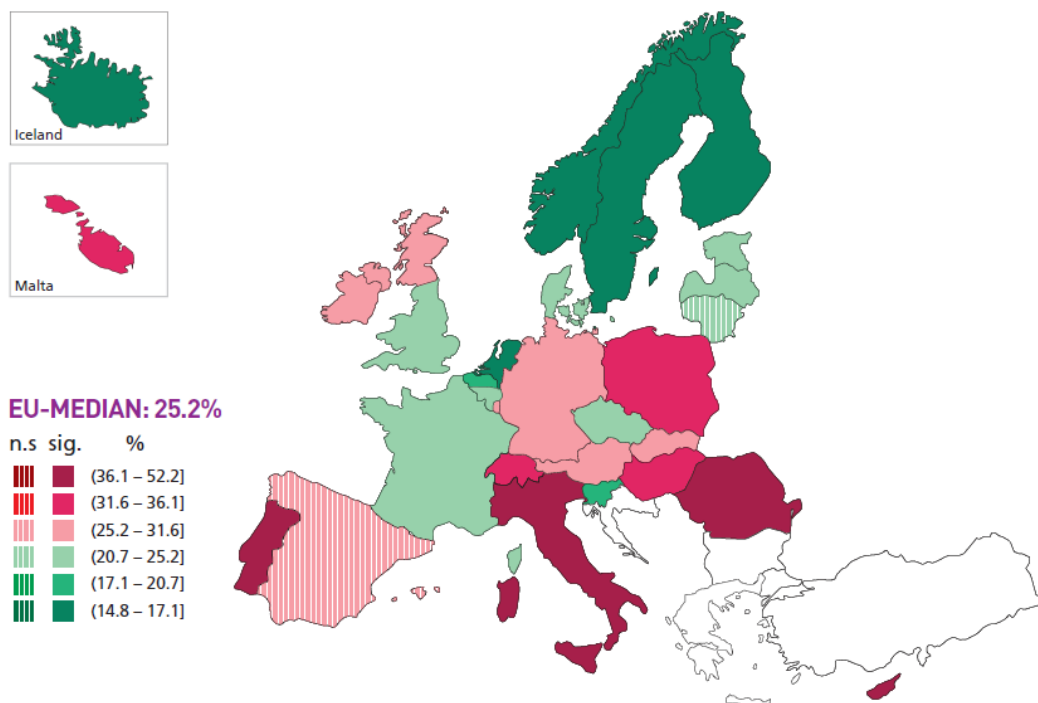 Iceland
Malta
EU-MEDIAN: 25.2%
n.s sig. %
(36.1 – 52.2]
(31.6 – 36.1]
(25.2 – 31.6]
(20.7 – 25.2]
(17.1 – 20.7]
(14.8 – 17.1]